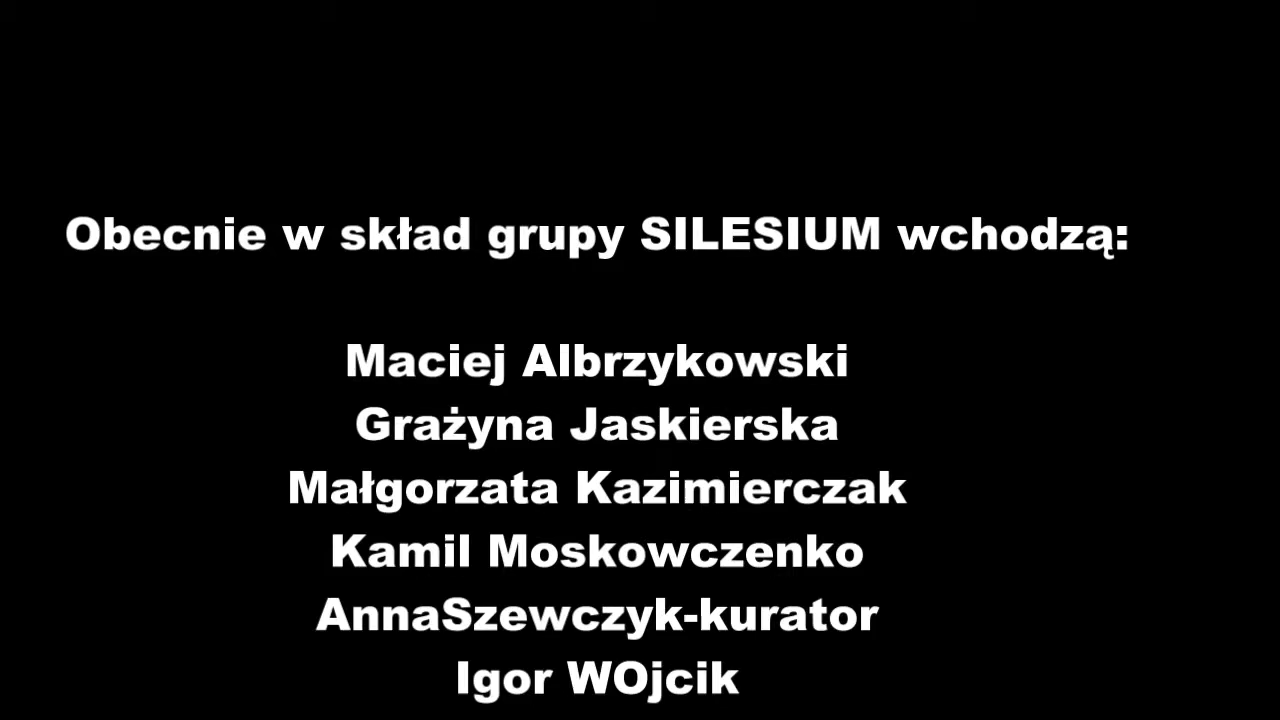 Obecnie w skład grupy SILESIUM wchodzą:
Maciej Albrzykowski
Grażyna Jaskierska
Małgorzata Kazimierczak
Kamil Moskowczenko
AnnaSzewczyk-kurator
Igor WOjcik